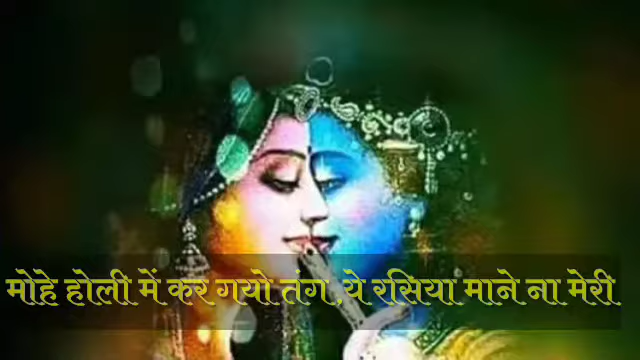 मोहे होली में कर गयो तंग ,ये रसिया माने ना मेरी